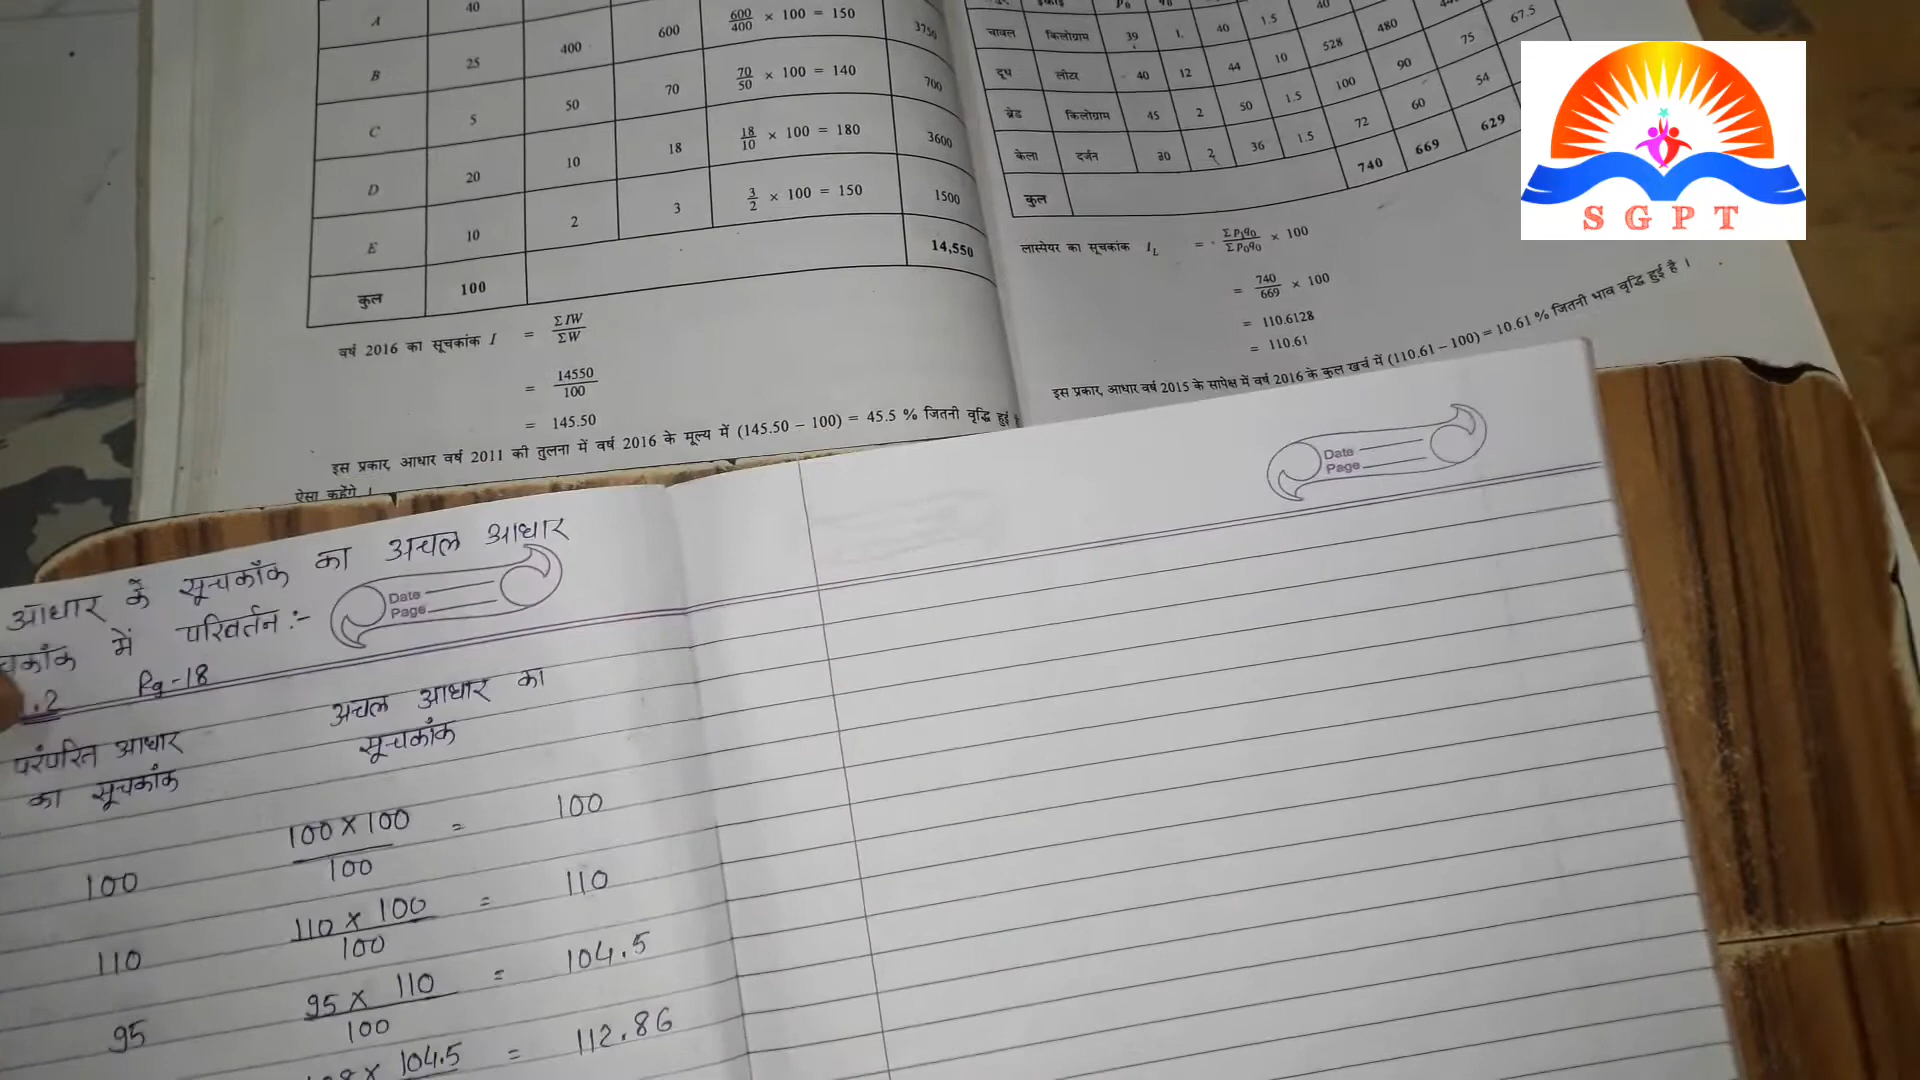 A 40
B 25 400 600 600/400 × 100 = 150 3750
C 5 50 70 70/50 × 100 = 140 700
D 20 10 18 18/10 × 100 = 180 3600
E 10 2 3 3/2 × 100 = 150 1500
कुल 100 14,550
वर्ष 2016 का सूचकांक I = ΣIW/ΣW
= 14550/100
= 145.50
इस प्रकार, आधार वर्ष 2011 की तुलना में वर्ष 2016 के मूल्य में (145.50 – 100) = 45.5 % जितनी वृद्धि हुई
ऐसा कहेंगे ।
चावल किलोग्राम 39 1. 40 1.5 40
दूध लीटर 40 12 44 10 528 480
ब्रेड किलोग्राम 45 2 50 1.5 100 90 75 67.5
केला दर्जन 30 2 36 1.5 72 60 54
कुल 740 669 629
लास्पेयर का सूचकांक I_L = Σp₁q₀/Σp₀q₀ × 100
= 740/669 × 100
= 110.6128
= 110.61
इस प्रकार, आधार वर्ष 2015 के सापेक्ष में वर्ष 2016 के कुल खर्च में (110.61 – 100) = 10.61 % जितनी भाव वृद्धि हुई है ।
SGPT
Date
Page
आधार के सूचकाँक का अचल आधार
में परिवर्तन :-
Date
Page
.2 Pg-18
परंपरित आधार का सूचकांक
अचल आधार का सूचकांक
100 100 × 100/100 = 100
110 110 × 100/100 = 110
95 95 × 110/100 = 104.5
× 104.5 = 112.86